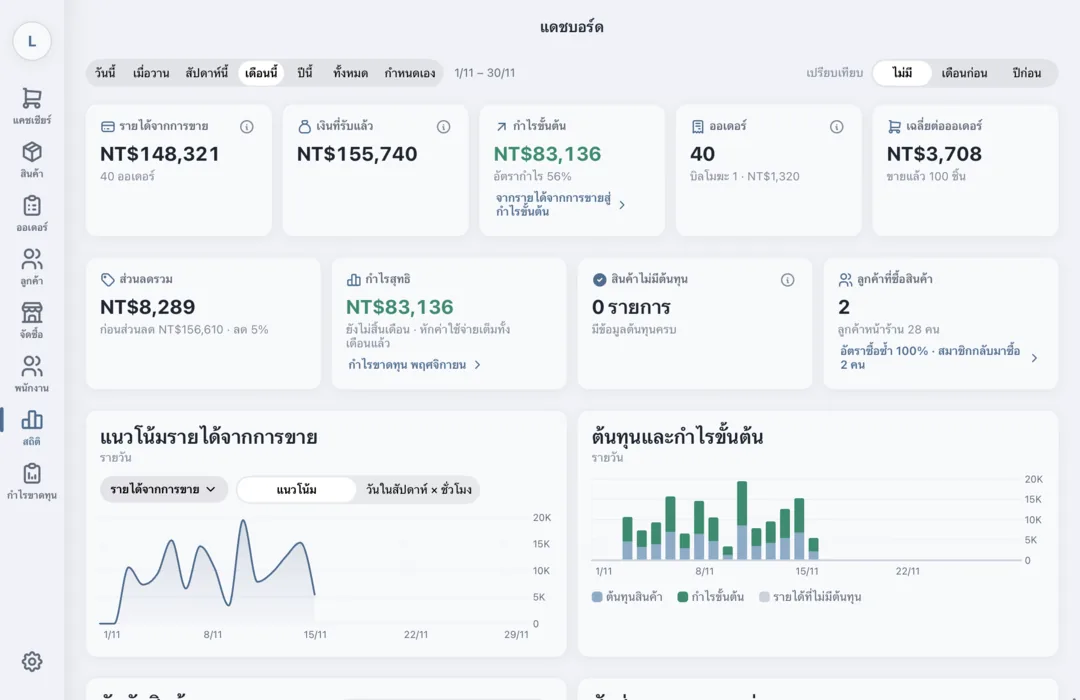 แดชบอร์ด
L
แคชเชียร์
สินค้า
ออเดอร์
ลูกค้า
จัดซื้อ
พนักงาน
สถิติ
กำไรขาดทุน
วันนี้ เมื่อวาน สัปดาห์นี้ เดือนนี้ ปีนี้ ทั้งหมด กำหนดเอง 1/11 – 30/11
เปรียบเทียบ ไม่มี เดือนก่อน ปีก่อน
รายได้จากการขาย
NT$148,321
40 ออเดอร์
เงินที่รับแล้ว
NT$155,740
กำไรขั้นต้น
NT$83,136
อัตรากำไร 56%
จากรายได้จากการขายสู่
กำไรขั้นต้น
ออเดอร์
40
บิลโมฆะ 1 · NT$1,320
เฉลี่ยต่อออเดอร์
NT$3,708
ขายแล้ว 100 ชิ้น
ส่วนลดรวม
NT$8,289
ก่อนส่วนลด NT$156,610 · ลด 5%
กำไรสุทธิ
NT$83,136
ยังไม่สิ้นเดือน · หักค่าใช้จ่ายเต็มทั้ง
เดือนแล้ว
กำไรขาดทุน พฤศจิกายน
สินค้าไม่มีต้นทุน
0 รายการ
มีข้อมูลต้นทุนครบ
ลูกค้าที่ซื้อสินค้า
2
ลูกค้าหน้าร้าน 28 คน
อัตราซื้อซ้ำ 100% · สมาชิกกลับมาซื้อ
2 คน
แนวโน้มรายได้จากการขาย
รายวัน
รายได้จากการขาย แนวโน้ม วันในสัปดาห์ × ชั่วโมง
20K
15K
10K
5K
0
1/11 8/11 15/11 22/11 29/11
ต้นทุนและกำไรขั้นต้น
รายวัน
20K
15K
10K
5K
0
1/11 8/11 15/11 22/11
ต้นทุนสินค้า กำไรขั้นต้น รายได้ที่ไม่มีต้นทุน